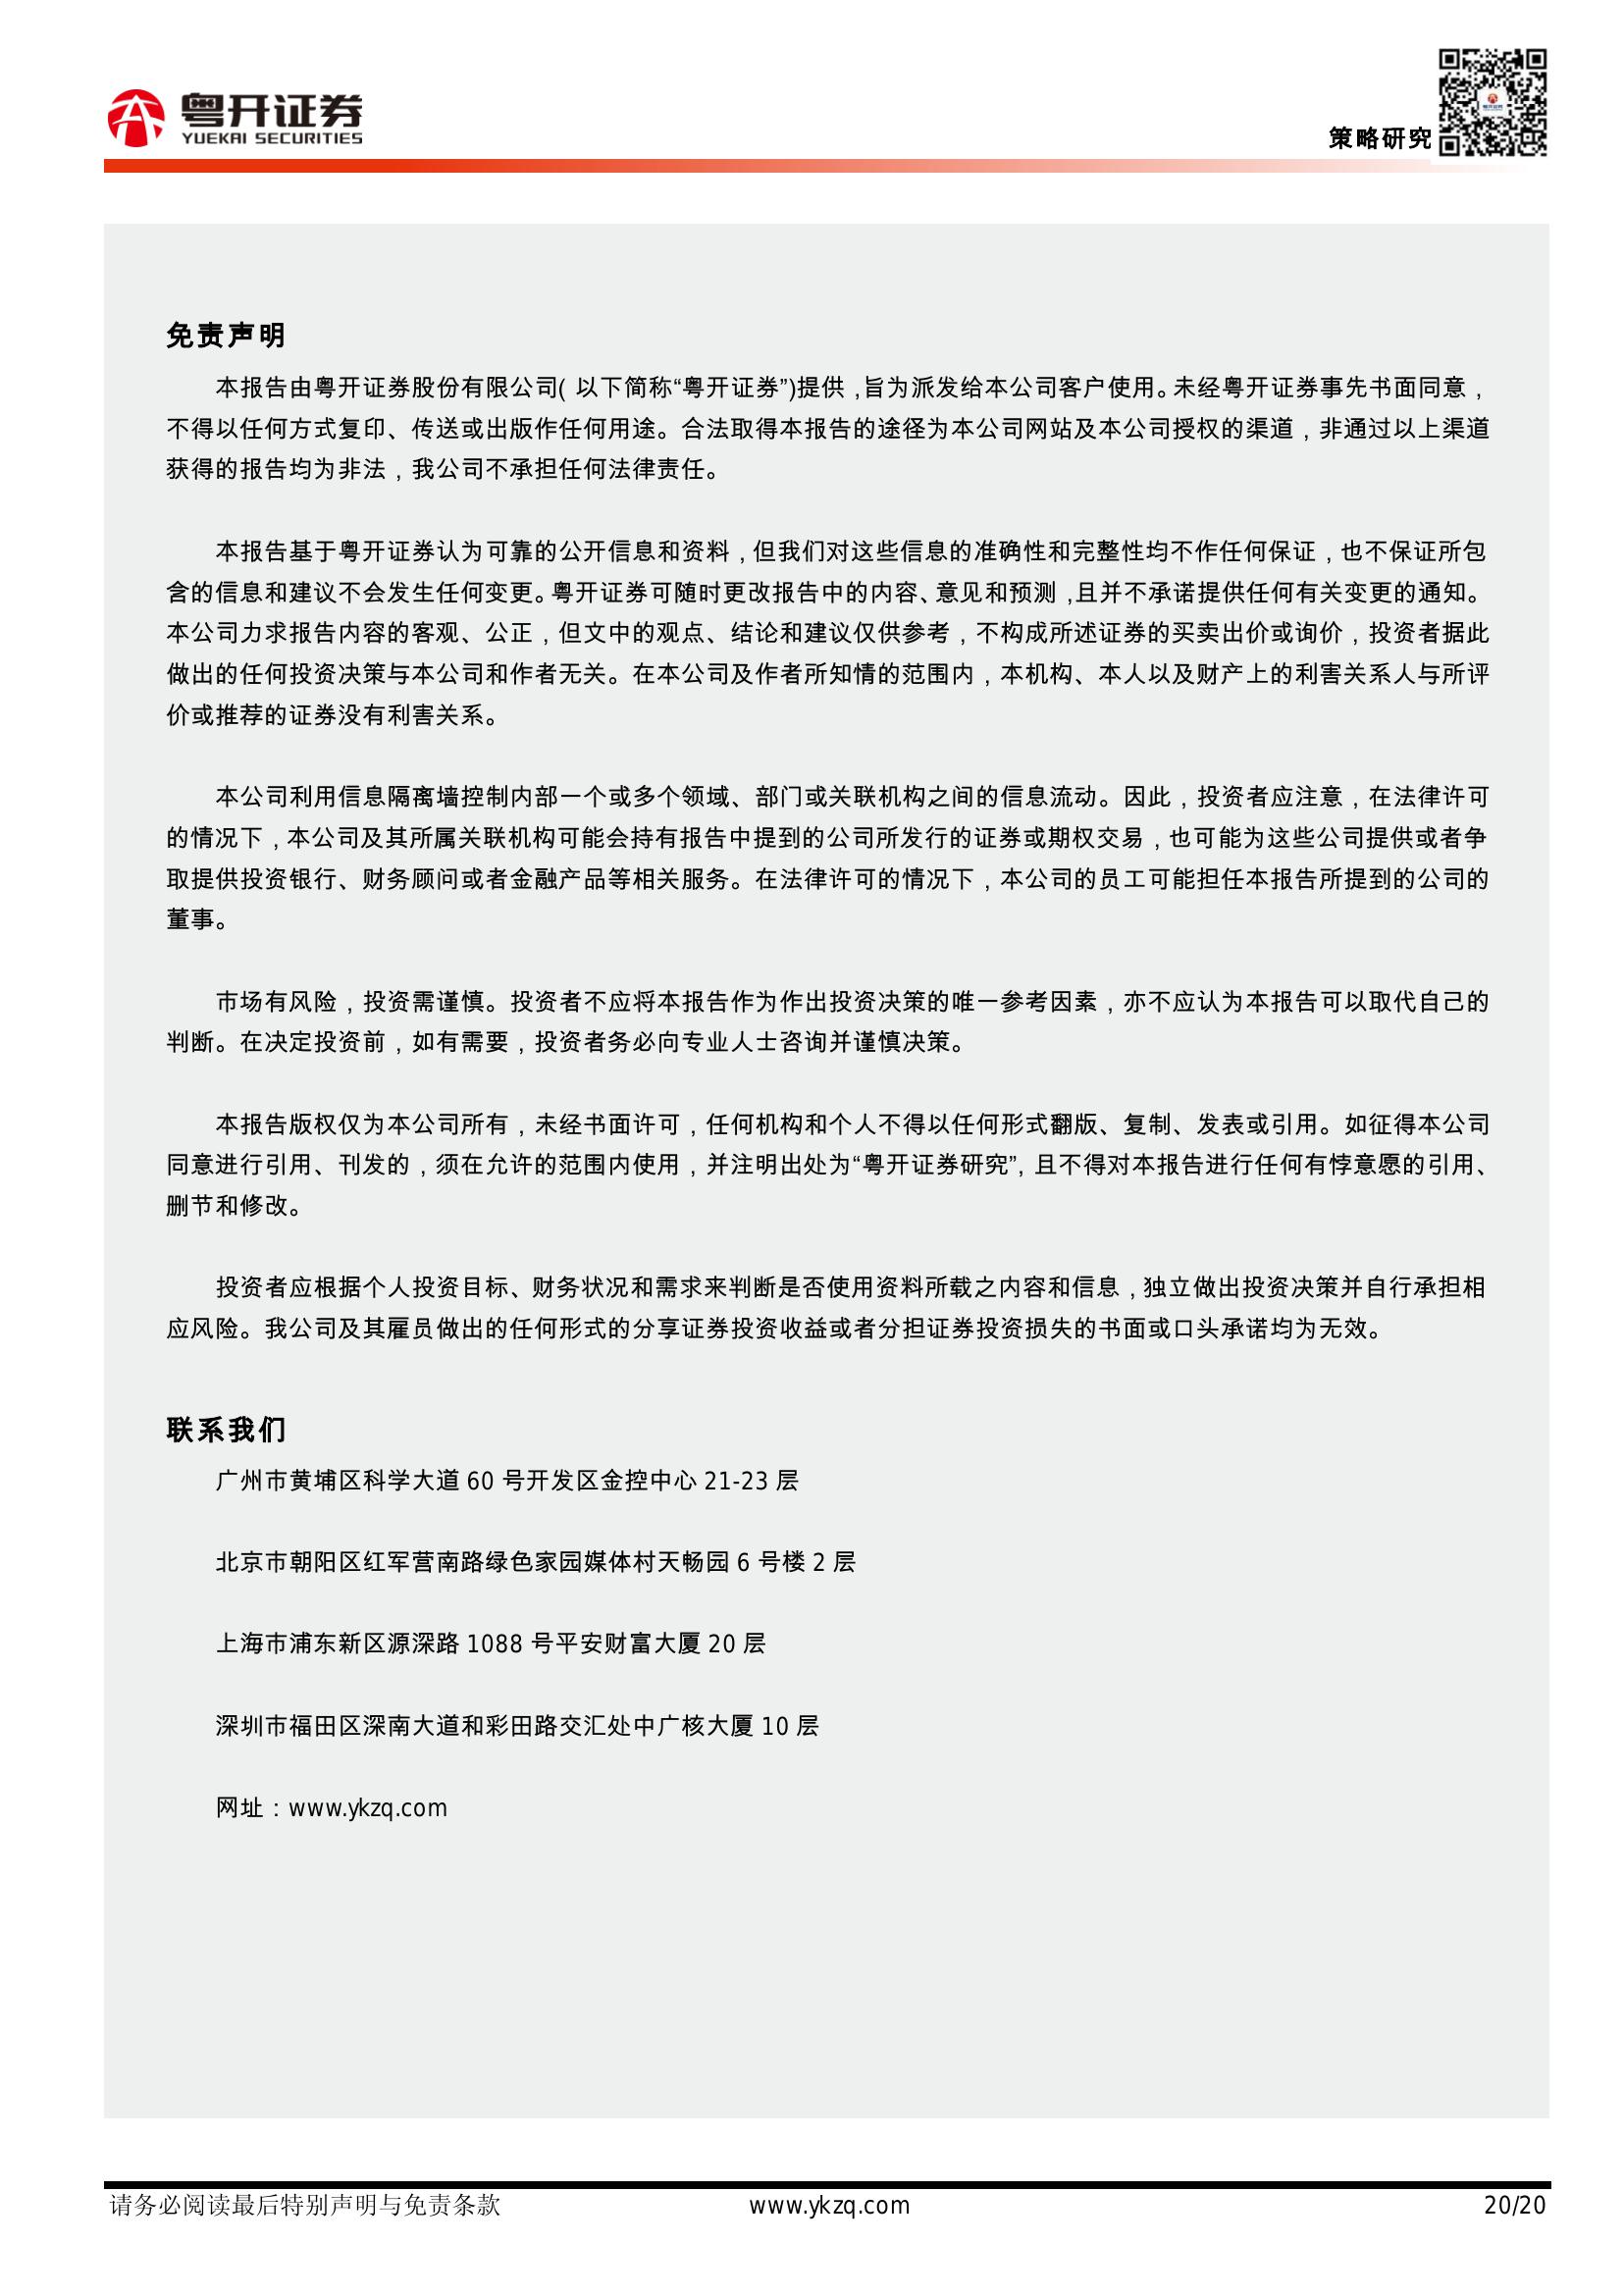 粤开证券
YUEKAI SECURITIES
策略研究
免责声明
本报告由粤开证券股份有限公司( 以下简称“粤开证券”)提供，旨为派发给本公司客户使用。未经粤开证券事先书面同意，
不得以任何方式复印、传送或出版作任何用途。合法取得本报告的途径为本公司网站及本公司授权的渠道，非通过以上渠道
获得的报告均为非法，我公司不承担任何法律责任。
本报告基于粤开证券认为可靠的公开信息和资料，但我们对这些信息的准确性和完整性均不作任何保证，也不保证所包
含的信息和建议不会发生任何变更。粤开证券可随时更改报告中的内容、意见和预测，且并不承诺提供任何有关变更的通知。
本公司力求报告内容的客观、公正，但文中的观点、结论和建议仅供参考，不构成所述证券的买卖出价或询价，投资者据此
做出的任何投资决策与本公司和作者无关。在本公司及作者所知情的范围内，本机构、本人以及财产上的利害关系人与所评
价或推荐的证券没有利害关系。
本公司利用信息隔离墙控制内部一个或多个领域、部门或关联机构之间的信息流动。因此，投资者应注意，在法律许可
的情况下，本公司及其所属关联机构可能会持有报告中提到的公司所发行的证券或期权交易，也可能为这些公司提供或者争
取提供投资银行、财务顾问或者金融产品等相关服务。在法律许可的情况下，本公司的员工可能担任本报告所提到的公司的
董事。
市场有风险，投资需谨慎。投资者不应将本报告作为作出投资决策的唯一参考因素，亦不应认为本报告可以取代自己的
判断。在决定投资前，如有需要，投资者务必向专业人士咨询并谨慎决策。
本报告版权仅为本公司所有，未经书面许可，任何机构和个人不得以任何形式翻版、复制、发表或引用。如征得本公司
同意进行引用、刊发的，须在允许的范围内使用，并注明出处为“粤开证券研究”，且不得对本报告进行任何有悖意愿的引用、
删节和修改。
投资者应根据个人投资目标、财务状况和需求来判断是否使用资料所载之内容和信息，独立做出投资决策并自行承担相
应风险。我公司及其雇员做出的任何形式的分享证券投资收益或者分担证券投资损失的书面或口头承诺均为无效。
联系我们
广州市黄埔区科学大道 60 号开发区金控中心 21-23 层
北京市朝阳区红军营南路绿色家园媒体村天畅园 6 号楼 2 层
上海市浦东新区源深路 1088 号平安财富大厦 20 层
深圳市福田区深南大道和彩田路交汇处中广核大厦 10 层
网址：www.ykzq.com
请务必阅读最后特别声明与免责条款 www.ykzq.com 20/20